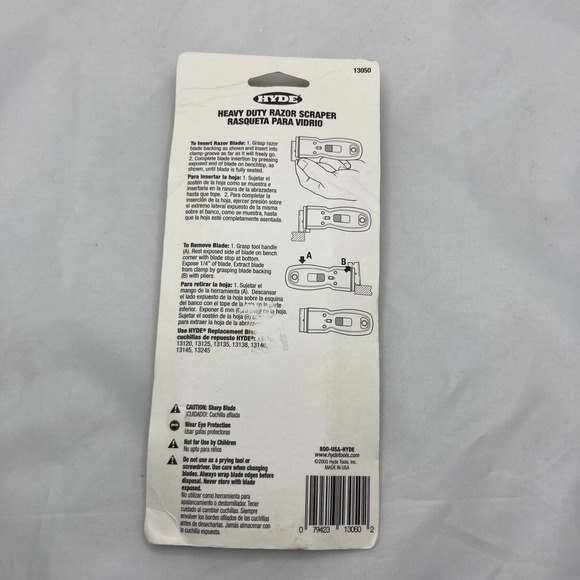 13050
HYDE®
HEAVY DUTY RAZOR SCRAPER
RASQUETA PARA VIDRIO
To Insert Razor Blade: 1. Grasp razor
blade backing as shown and insert into
clamp groove as far as it will freely go.
2. Complete blade insertion by pressing
exposed end of blade on benchtop, as
shown, until blade is fully seated.
Para insertar la hoja: 1. Sujetar el
sostén de la hoja como se muestra e
insertarla en la ranura de la abrazadera
hasta que tope. 2. Para completar la
inserción de la hoja, ejercer presión sobre
el extremo lateral expuesto de la misma
sobre el banco, como se muestra, hasta
que la hoja esté completamente asentada.
To Remove Blade: 1. Grasp tool handle
(A). Rest exposed side of blade on bench
corner with blade stop at bottom.
Expose 1/4" of blade. Extract blade
from clamp by grasping blade backing
(B) with pliers.
A
B
Para retirar la hoja: 1. Sujetar el
mango de la herramienta (A). Descansar
el lado expuesto de la hoja sobre la esquina
del banco con el tope de la hoja en la parte
inferior. Exponer 6 mm de la hoja.
Sujetar el sostén de la hoja (B)
para extraer la hoja de la
Use HYDE® Replacement
cuchillas de repuesto HYDE®:
13120, 13125, 13135, 13138, 13140,
13145, 13245
CAUTION: Sharp Blade
¡CUIDADO!: Cuchilla afilada
Wear Eye Protection
Usar gafas protectoras
Not for Use by Children
No apto para niños
Do not use as a prying tool or
screwdriver. Use care when changing
blades. Always wrap blade edges before
disposal. Never store with blade
exposed.
No utilizar como herramienta para
apalancamiento o destornillador. Tener
cuidado al cambiar cuchillas. Siempre
envolver los bordes afilados de las cuchillas
antes de desecharlas. Jamás almacenar con
la cuchilla expuesta.
800-USA-HYDE
www.hydetools.com
©2005 Hyde Tools, Inc.
MADE IN USA
0 79423 13050 2